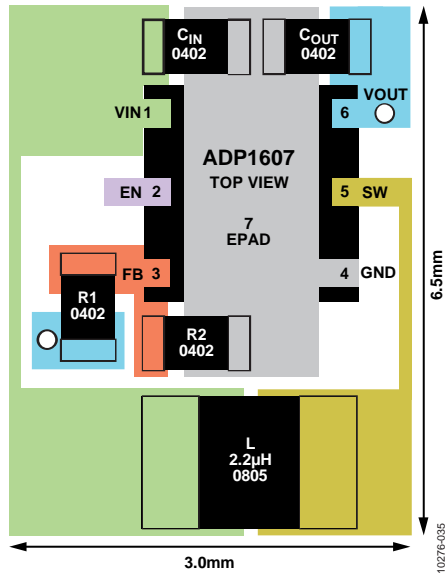 CIN
0402
COUT
0402
VIN 1
6
VOUT
ADP1607
TOP VIEW
EN 2
5 SW
7
EPAD
FB 3
4 GND
R1
0402
R2
0402
L
2.2µH
0805
6.5mm
3.0mm
10276-035